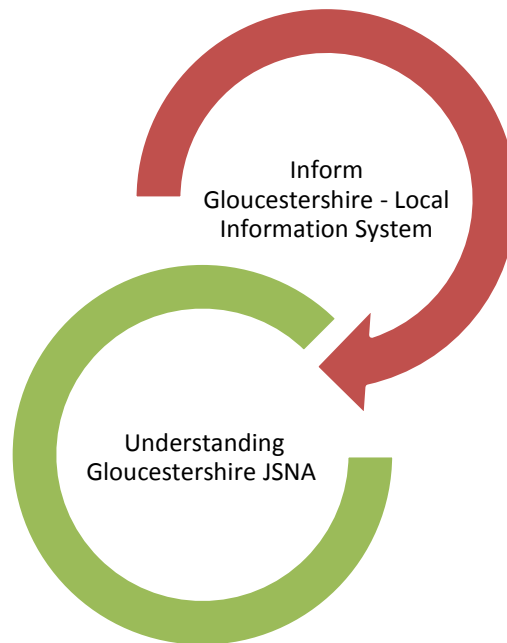 Inform
Gloucestershire - Local
Information System
Understanding
Gloucestershire JSNA